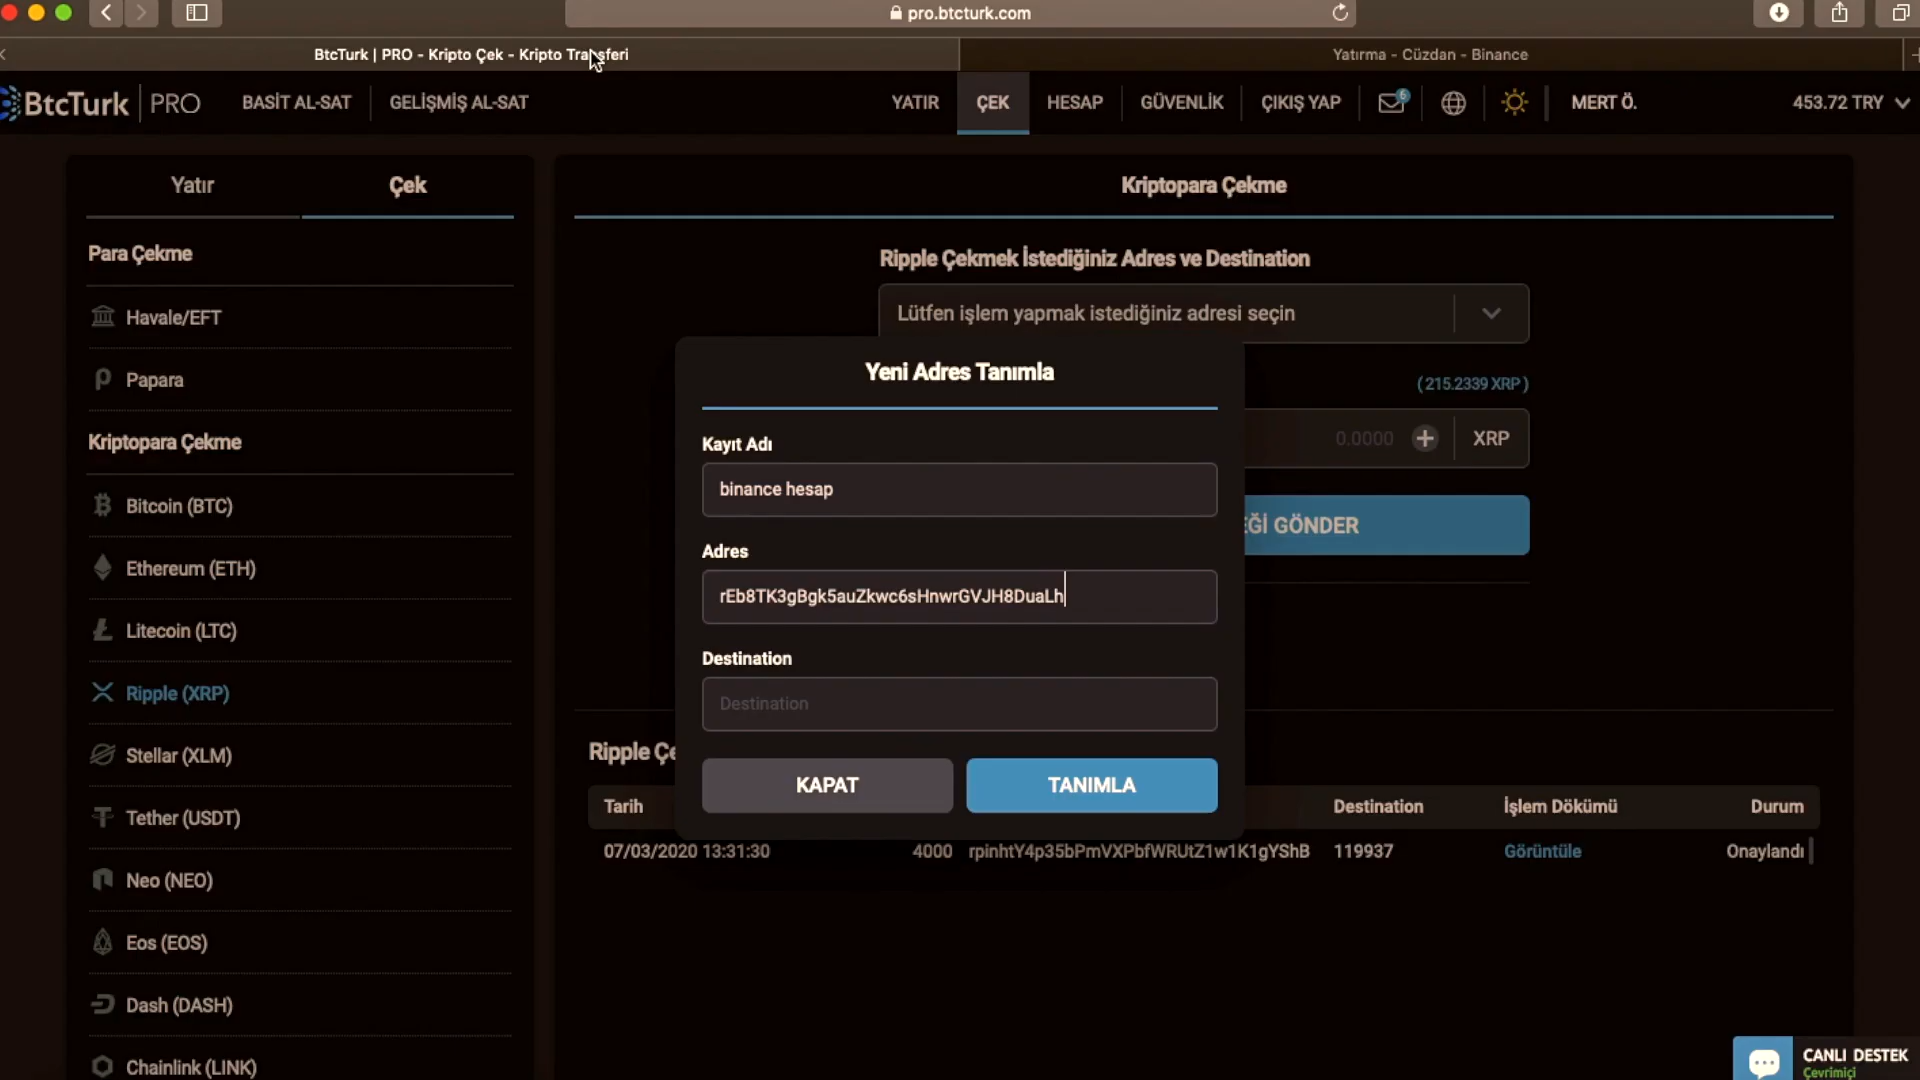 pro.btcturk.com
BtcTurk | PRO - Kripto Çek - Kripto Transferi
Yatırma - Cüzdan - Binance
BtcTurk | PRO
BASİT AL-SAT
GELİŞMİŞ AL-SAT
YATIR
ÇEK
HESAP
GÜVENLİK
ÇIKIŞ YAP
6
MERT Ö.
453.72 TRY
Yatır
Çek
Para Çekme
Havale/EFT
Papara
Kriptopara Çekme
Bitcoin (BTC)
Ethereum (ETH)
Litecoin (LTC)
Ripple (XRP)
Stellar (XLM)
Tether (USDT)
Neo (NEO)
Eos (EOS)
Dash (DASH)
Chainlink (LINK)
Kriptopara Çekme
Ripple Çekmek İstediğiniz Adres ve Destination
Lütfen işlem yapmak istediğiniz adresi seçin
(215.2339 XRP)
0.0000
XRP
GÖNDER
Yeni Adres Tanımla
Kayıt Adı
binance hesap
Adres
rEb8TK3gBgk5auZkwc6sHnwrGVJH8DuaLh
Destination
Destination
KAPAT
TANIMLA
Ripple
Tarih
Destination
İşlem Dökümü
Durum
07/03/2020 13:31:30
4000
rpinhtY4p35bPmVXPbfWRUtZ1w1K1gYShB
119937
Görüntüle
Onaylandı
CANLI DESTEK
Çevrimiçi